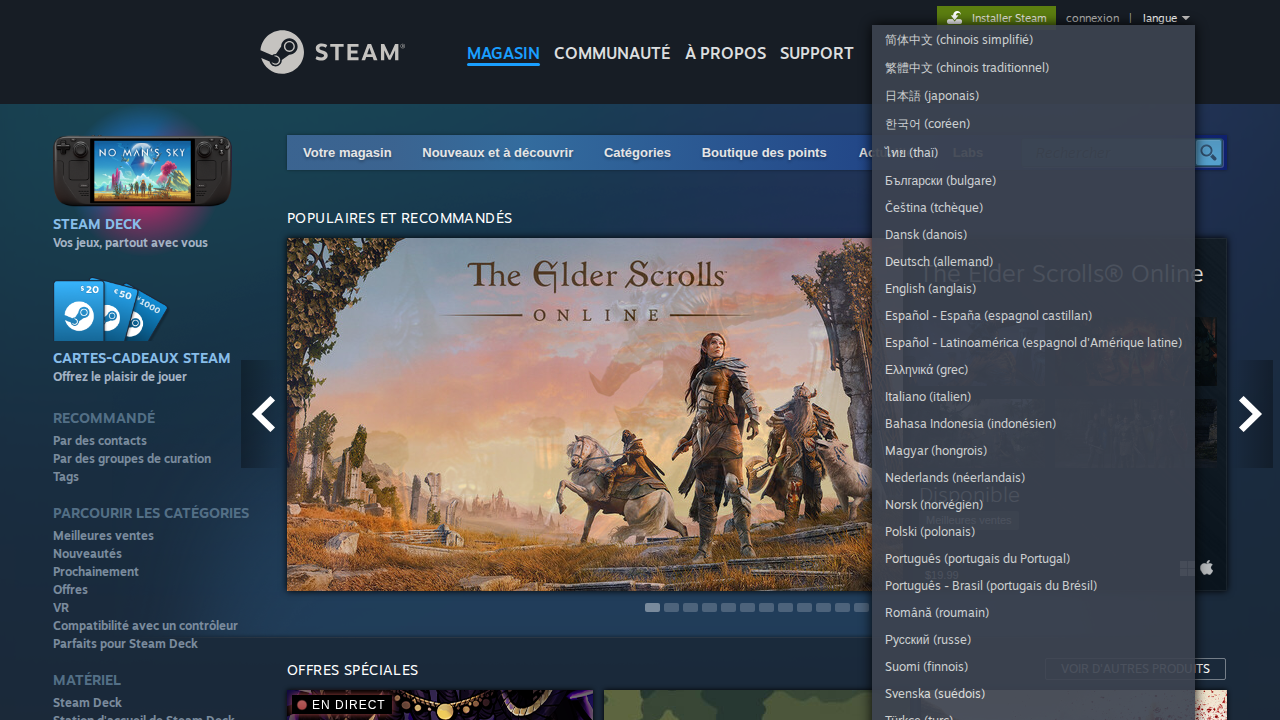 Installer Steam
connexion | langue
STEAM®
MAGASIN COMMUNAUTÉ À PROPOS SUPPORT
简体中文 (chinois simplifié)
繁體中文 (chinois traditionnel)
日本語 (japonais)
한국어 (coréen)
ไทย (thaï)
Български (bulgare)
Čeština (tchèque)
Dansk (danois)
Deutsch (allemand)
English (anglais)
Español - España (espagnol castillan)
Español - Latinoamérica (espagnol d'Amérique latine)
Ελληνικά (grec)
Italiano (italien)
Bahasa Indonesia (indonésien)
Magyar (hongrois)
Nederlands (néerlandais)
Norsk (norvégien)
Polski (polonais)
Português (portugais du Portugal)
Português - Brasil (portugais du Brésil)
Română (roumain)
Русский (russe)
Suomi (finnois)
Svenska (suédois)
Türkçe (turc)
Votre magasin Nouveaux et à découvrir Catégories Boutique des points Labs
NO MAN'S SKY
STEAM DECK
Vos jeux, partout avec vous
$20 €50 $1000
CARTES-CADEAUX STEAM
Offrez le plaisir de jouer
RECOMMANDÉ
Par des contacts
Par des groupes de curation
Tags
PARCOURIR LES CATÉGORIES
Meilleures ventes
Nouveautés
Prochainement
Offres
VR
Compatibilité avec un contrôleur
Parfaits pour Steam Deck
MATÉRIEL
Steam Deck
Station d'accueil de Steam Deck
POPULAIRES ET RECOMMANDÉS
The Elder Scrolls
ONLINE
The Elder Scrolls® Online
Disponible
Meilleures ventes
$19.99
OFFRES SPÉCIALES
VOIR D'AUTRES PRODUITS
EN DIRECT